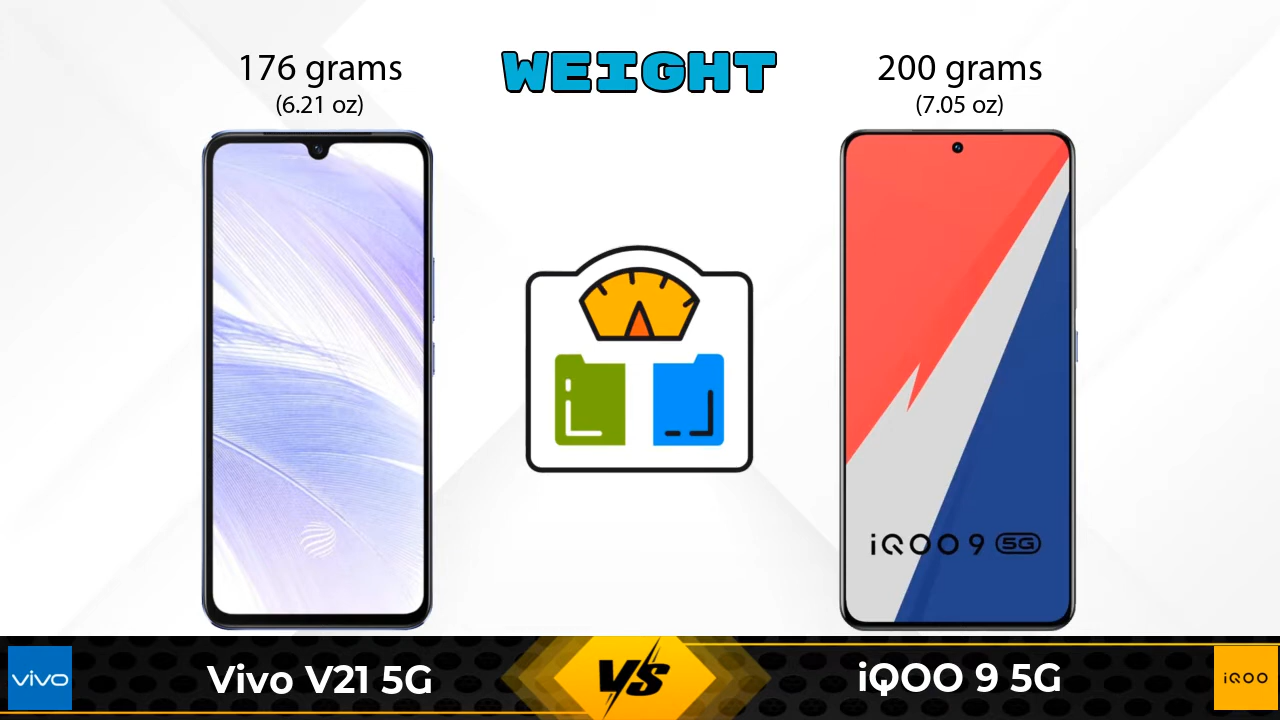 WEIGHT
176 grams
(6.21 oz)
200 grams
(7.05 oz)
iQOO 9 5G
vivo
Vivo V21 5G
VS
iQOO 9 5G
iQOO